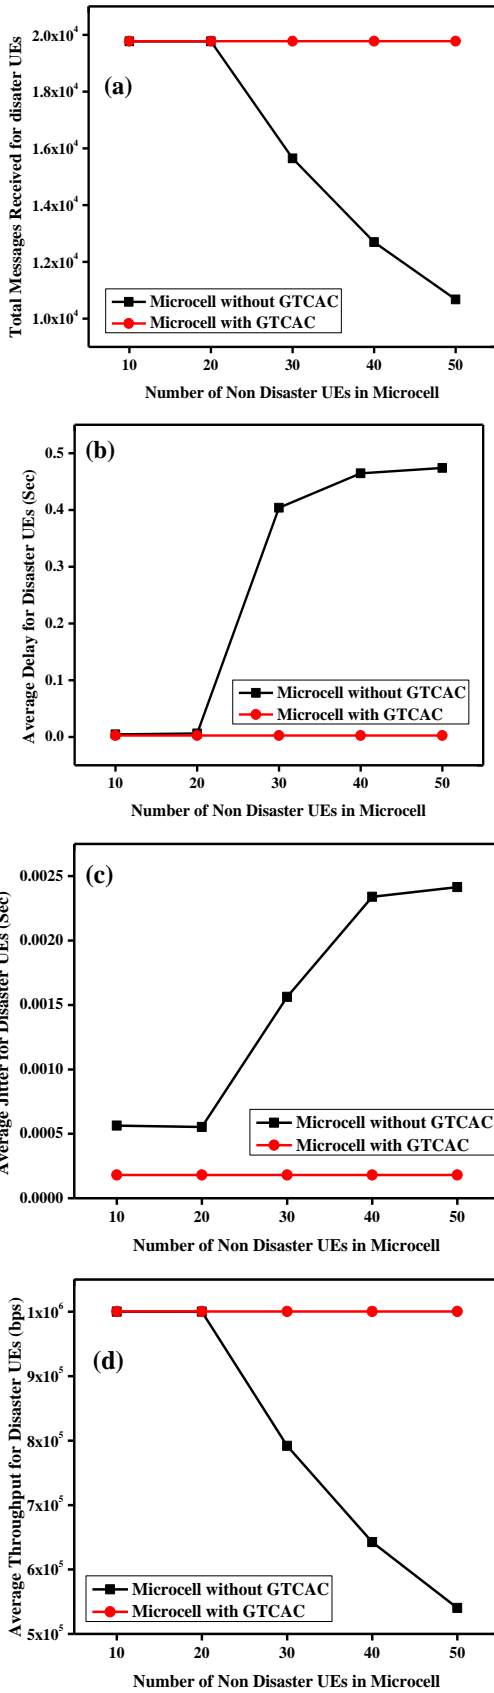 2.0x10⁴
1.8x10⁴
1.6x10⁴
1.4x10⁴
1.2x10⁴
1.0x10⁴
Total Messages Received for disater UEs
(a)
Microcell without GTCAC
Microcell with GTCAC
10 20 30 40 50
Number of Non Disaster UEs in Microcell
(b)
0.5
0.4
0.3
0.2
0.1
0.0
Average Delay for Disaster UEs (Sec)
Microcell without GTCAC
Microcell with GTCAC
10 20 30 40 50
Number of Non Disaster UEs in Microcell
(c)
0.0025
0.0020
0.0015
0.0010
0.0005
0.0000
Average Jitter for Disaster UEs (Sec)
Microcell without GTCAC
Microcell with GTCAC
10 20 30 40 50
Number of Non Disaster UEs in Microcell
1x10⁶
9x10⁵
8x10⁵
7x10⁵
6x10⁵
5x10⁵
Average Throughput for Disaster UEs (bps)
(d)
Microcell without GTCAC
Microcell with GTCAC
10 20 30 40 50
Number of Non Disaster UEs in Microcell